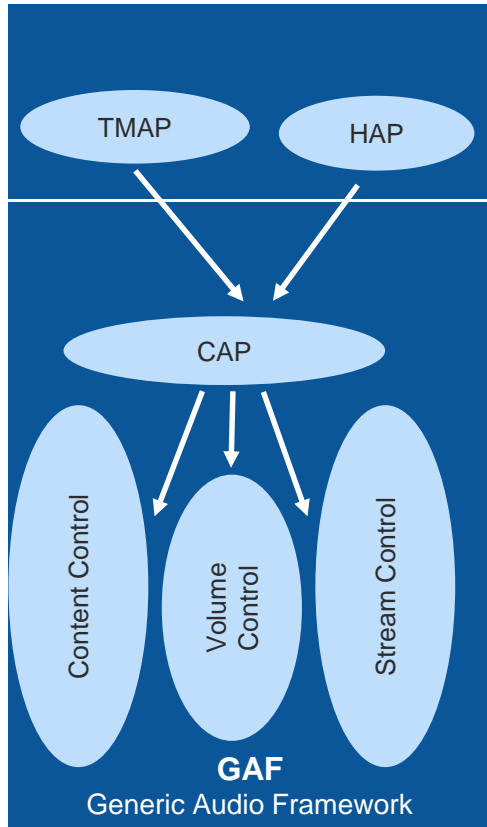 TMAP
HAP
CAP
Content Control
Volume
Control
Stream Control
GAF
Generic Audio Framework